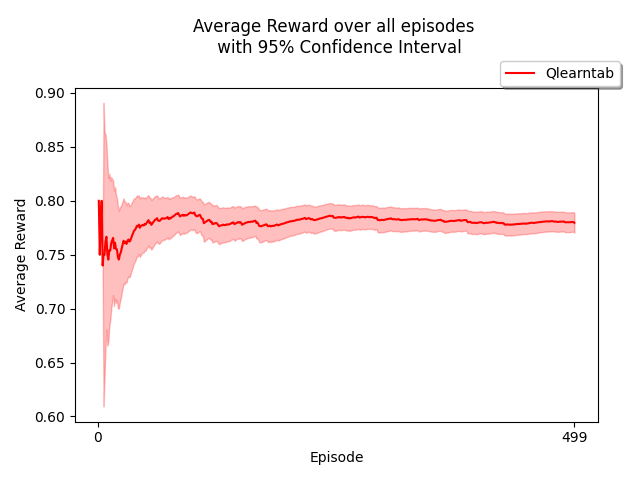 Average Reward over all episodes
with 95% Confidence Interval
Qlearntab
0.90
0.85
0.80
0.75
0.70
0.65
0.60
Average Reward
0
499
Episode